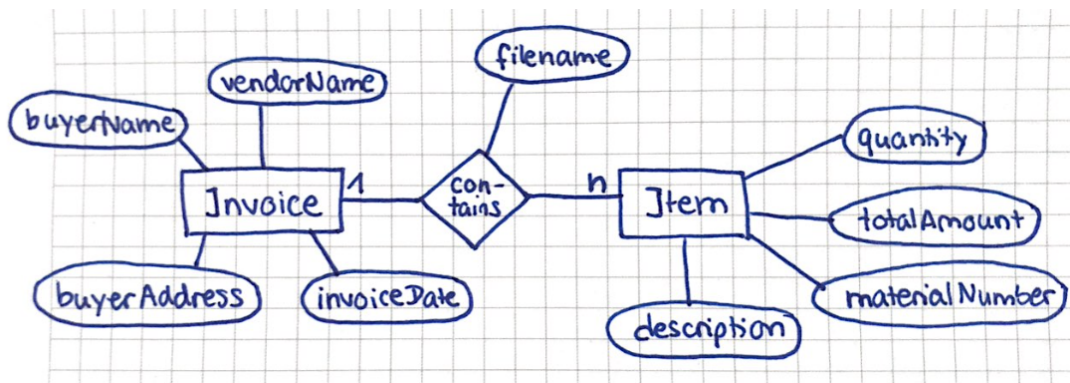 filename
vendorName
buyerName
quantity
Invoice
1
con-
tains
n
Item
totalAmount
buyerAddress
invoiceDate
materialNumber
description